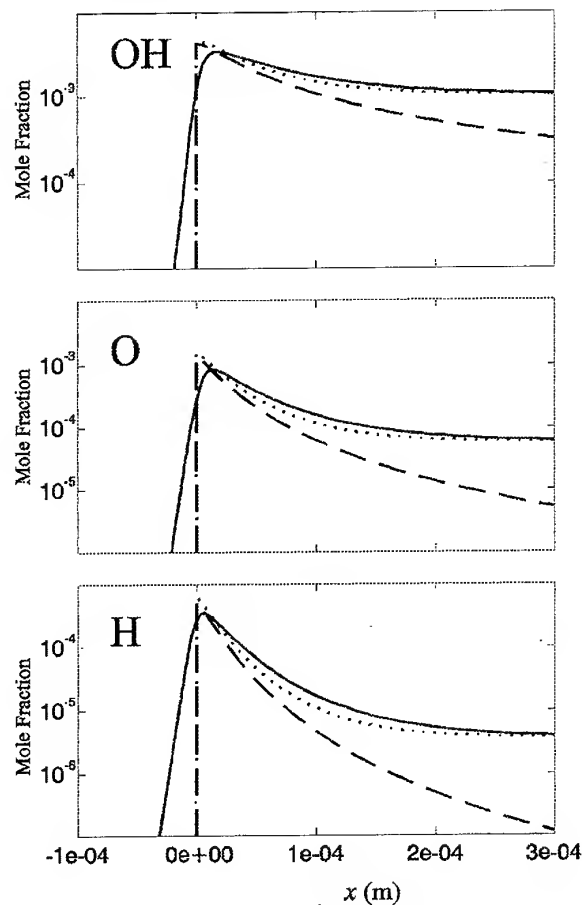 OH
Mole Fraction
10⁻³
10⁻⁴
O
Mole Fraction
10⁻³
10⁻⁴
10⁻⁵
H
Mole Fraction
10⁻⁴
10⁻⁵
10⁻⁶
-1e-04 0e+00 1e-04 2e-04 3e-04
x (m)